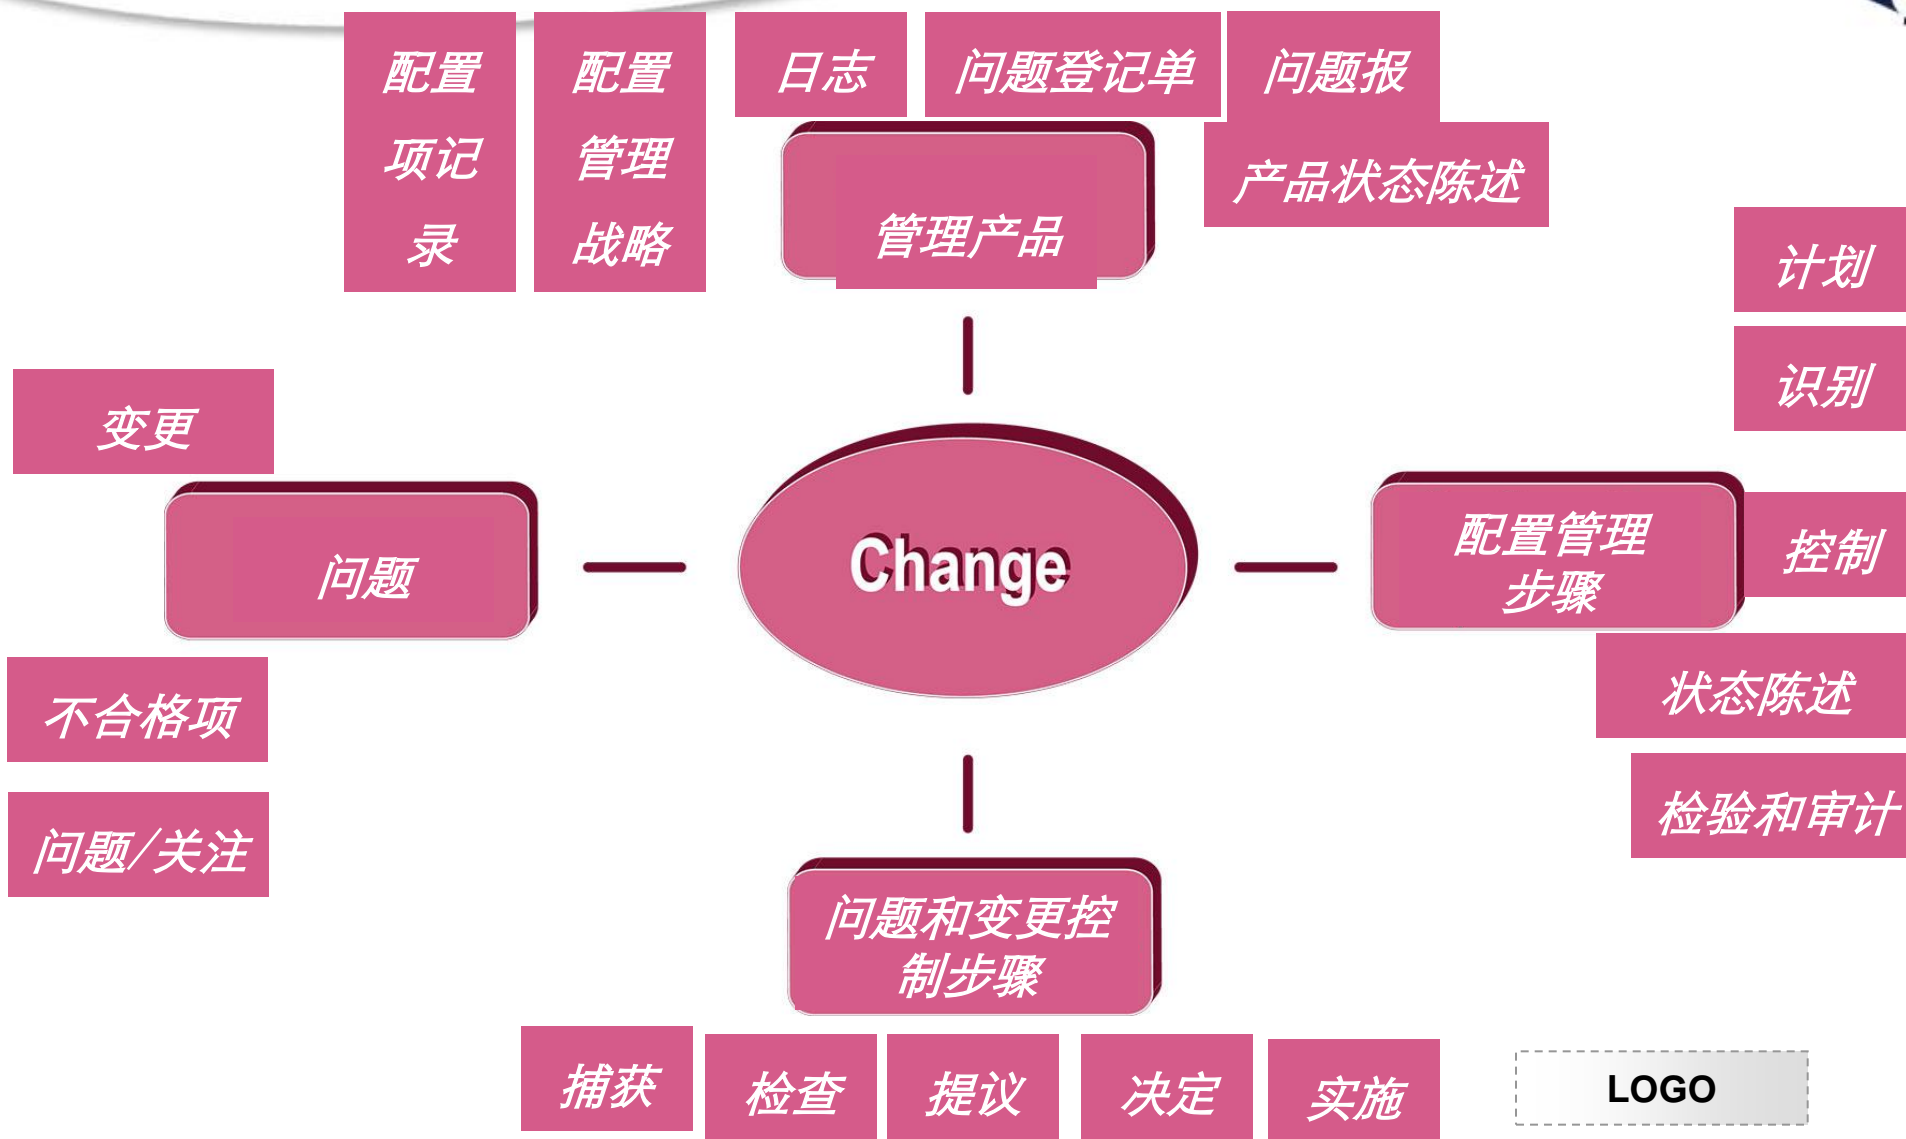 配置
项记
录
配置
管理
战略
日志
问题登记单
问题报
产品状态陈述
管理产品
计划
识别
变更
问题
Change
配置管理
步骤
控制
不合格项
状态陈述
问题/关注
检验和审计
问题和变更控
制步骤
捕获
检查
提议
决定
实施
LOGO